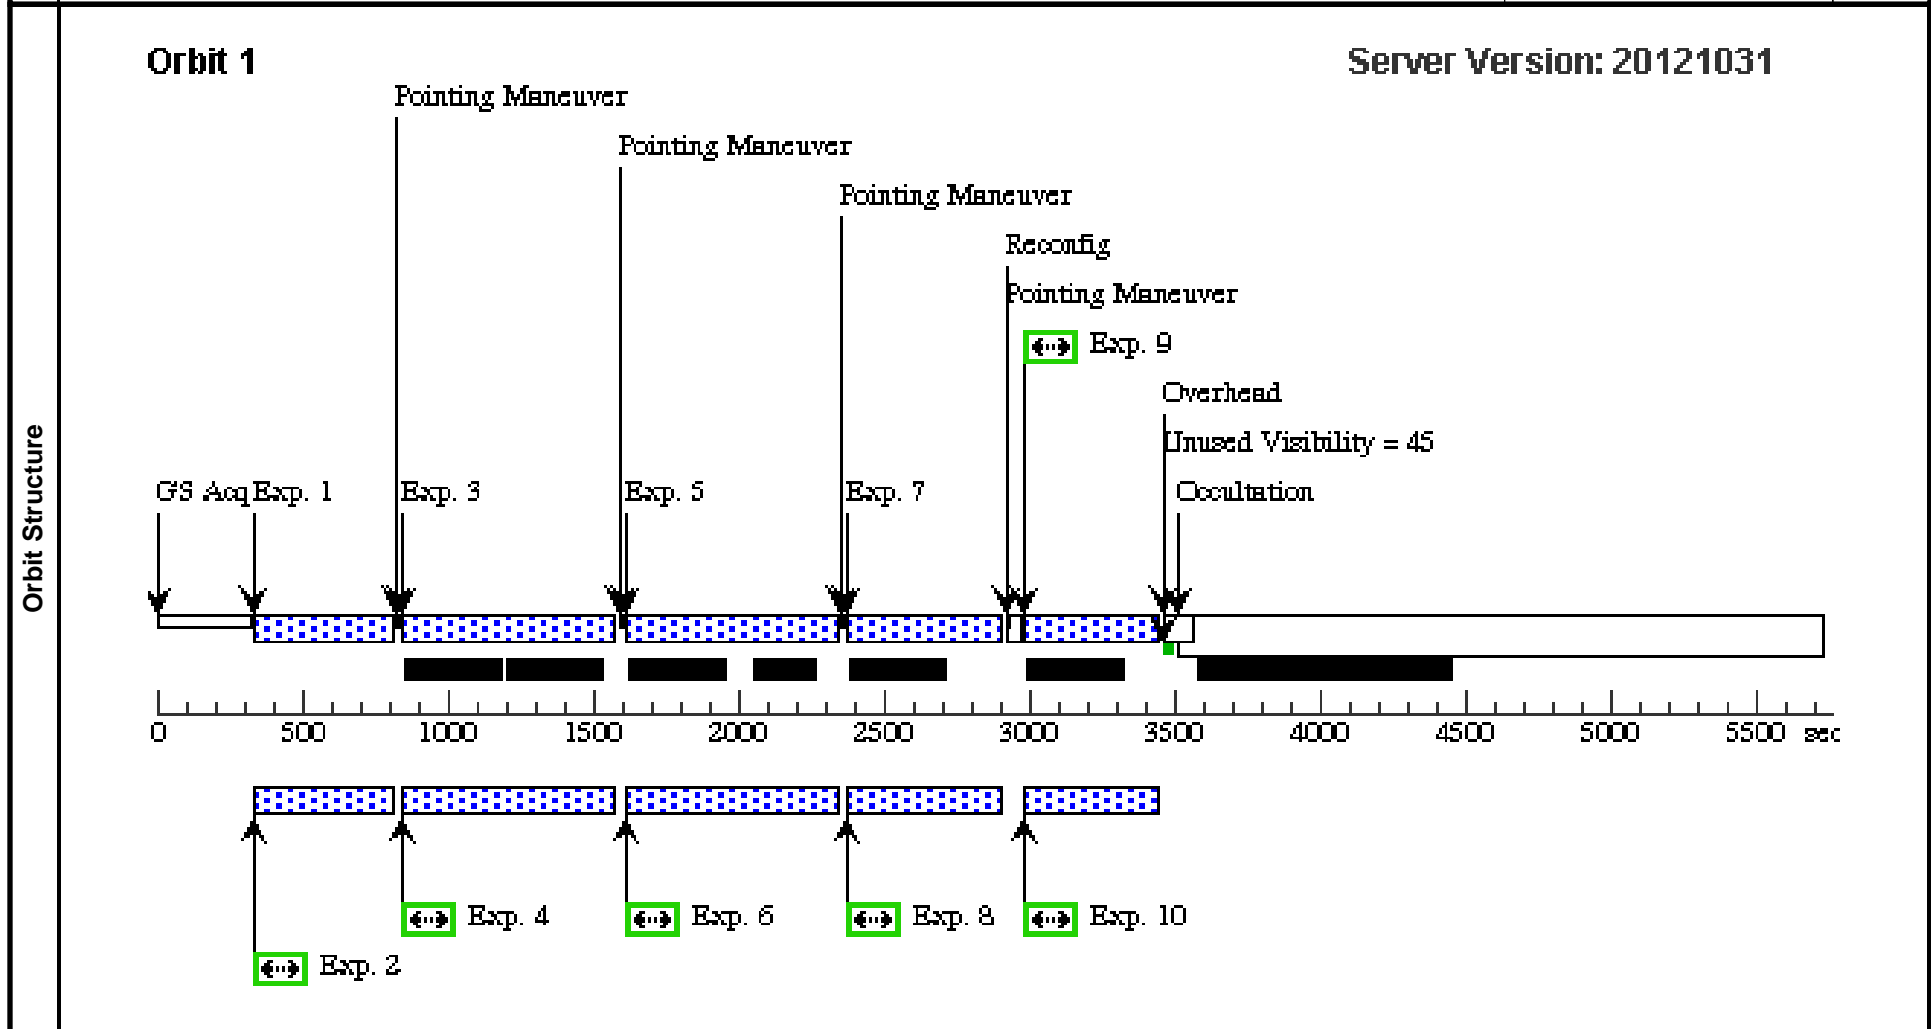 Orbit Structure
Orbit 1
Server Version: 20121031
Pointing Maneuver
Pointing Maneuver
Pointing Maneuver
Reconfig
Pointing Maneuver
Exp. 9
Overhead
Unused Visibility = 45
GS Acq
Exp. 1
Exp. 3
Exp. 5
Exp. 7
Occultation
0
500
1000
1500
2000
2500
3000
3500
4000
4500
5000
5500
sec
Exp. 4
Exp. 6
Exp. 8
Exp. 10
Exp. 2